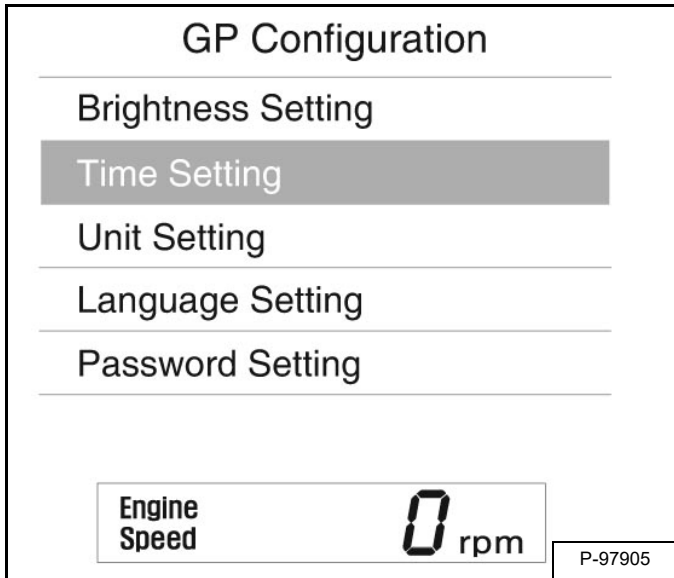 GP Configuration
Brightness Setting
Time Setting
Unit Setting
Language Setting
Password Setting
Engine
Speed
0 rpm
P-97905